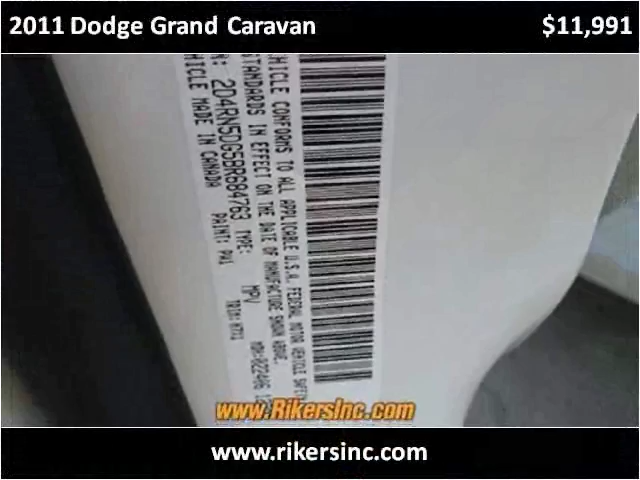 2011 Dodge Grand Caravan
$11,991
VEHICLE CONFORMS TO ALL APPLICABLE U.S.A. FEDERAL MOTOR VEHICLE
STANDARDS IN EFFECT ON THE DATE OF MANUFACTURE SHOWN ABOVE.
2D4RN5DG5BR684763 TYPE: MPV
MADE IN CANADA PAINT: PW1
www.RikersInc.com
www.rikersinc.com